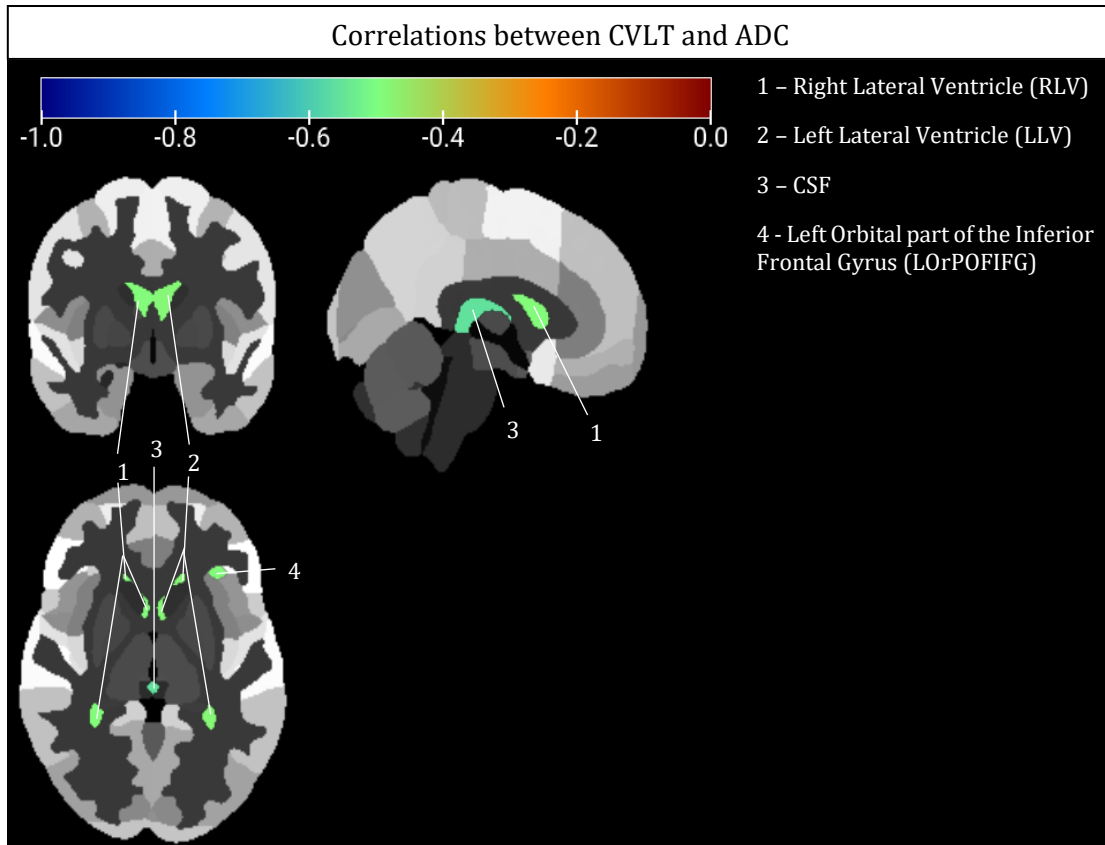 Correlations between CVLT and ADC
-1.0 -0.8 -0.6 -0.4 -0.2 0.0
1 – Right Lateral Ventricle (RLV)
2 – Left Lateral Ventricle (LLV)
3 – CSF
4 - Left Orbital part of the Inferior
Frontal Gyrus (LOrPOFIFG)
3 1
1 3 2
4